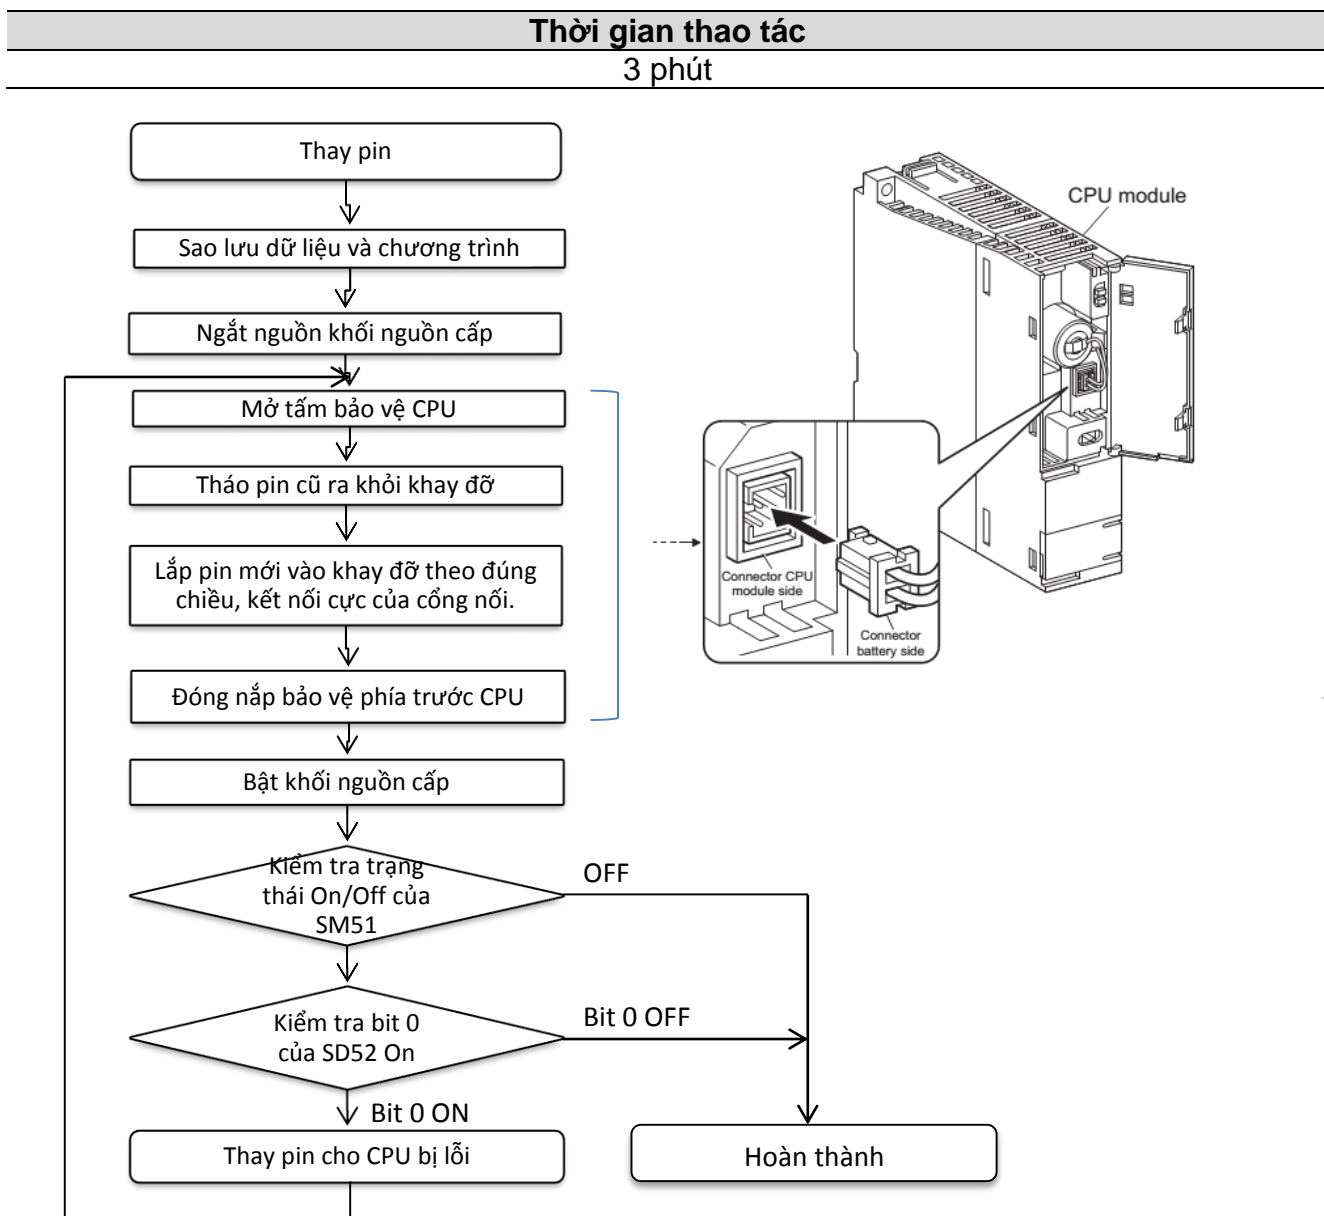 Thời gian thao tác
3 phút
Thay pin
Sao lưu dữ liệu và chương trình
Ngắt nguồn khối nguồn cấp
Mở tấm bảo vệ CPU
Tháo pin cũ ra khỏi khay đỡ
Lắp pin mới vào khay đỡ theo đúng
chiều, kết nối cực của cổng nối.
Đóng nắp bảo vệ phía trước CPU
Bật khối nguồn cấp
Kiểm tra trạng
thái On/Off của
SM51
OFF
Kiểm tra bit 0
của SD52 On
Bit 0 OFF
Bit 0 ON
Thay pin cho CPU bị lỗi
Hoàn thành
CPU module
Connector CPU
module side
Connector
battery side